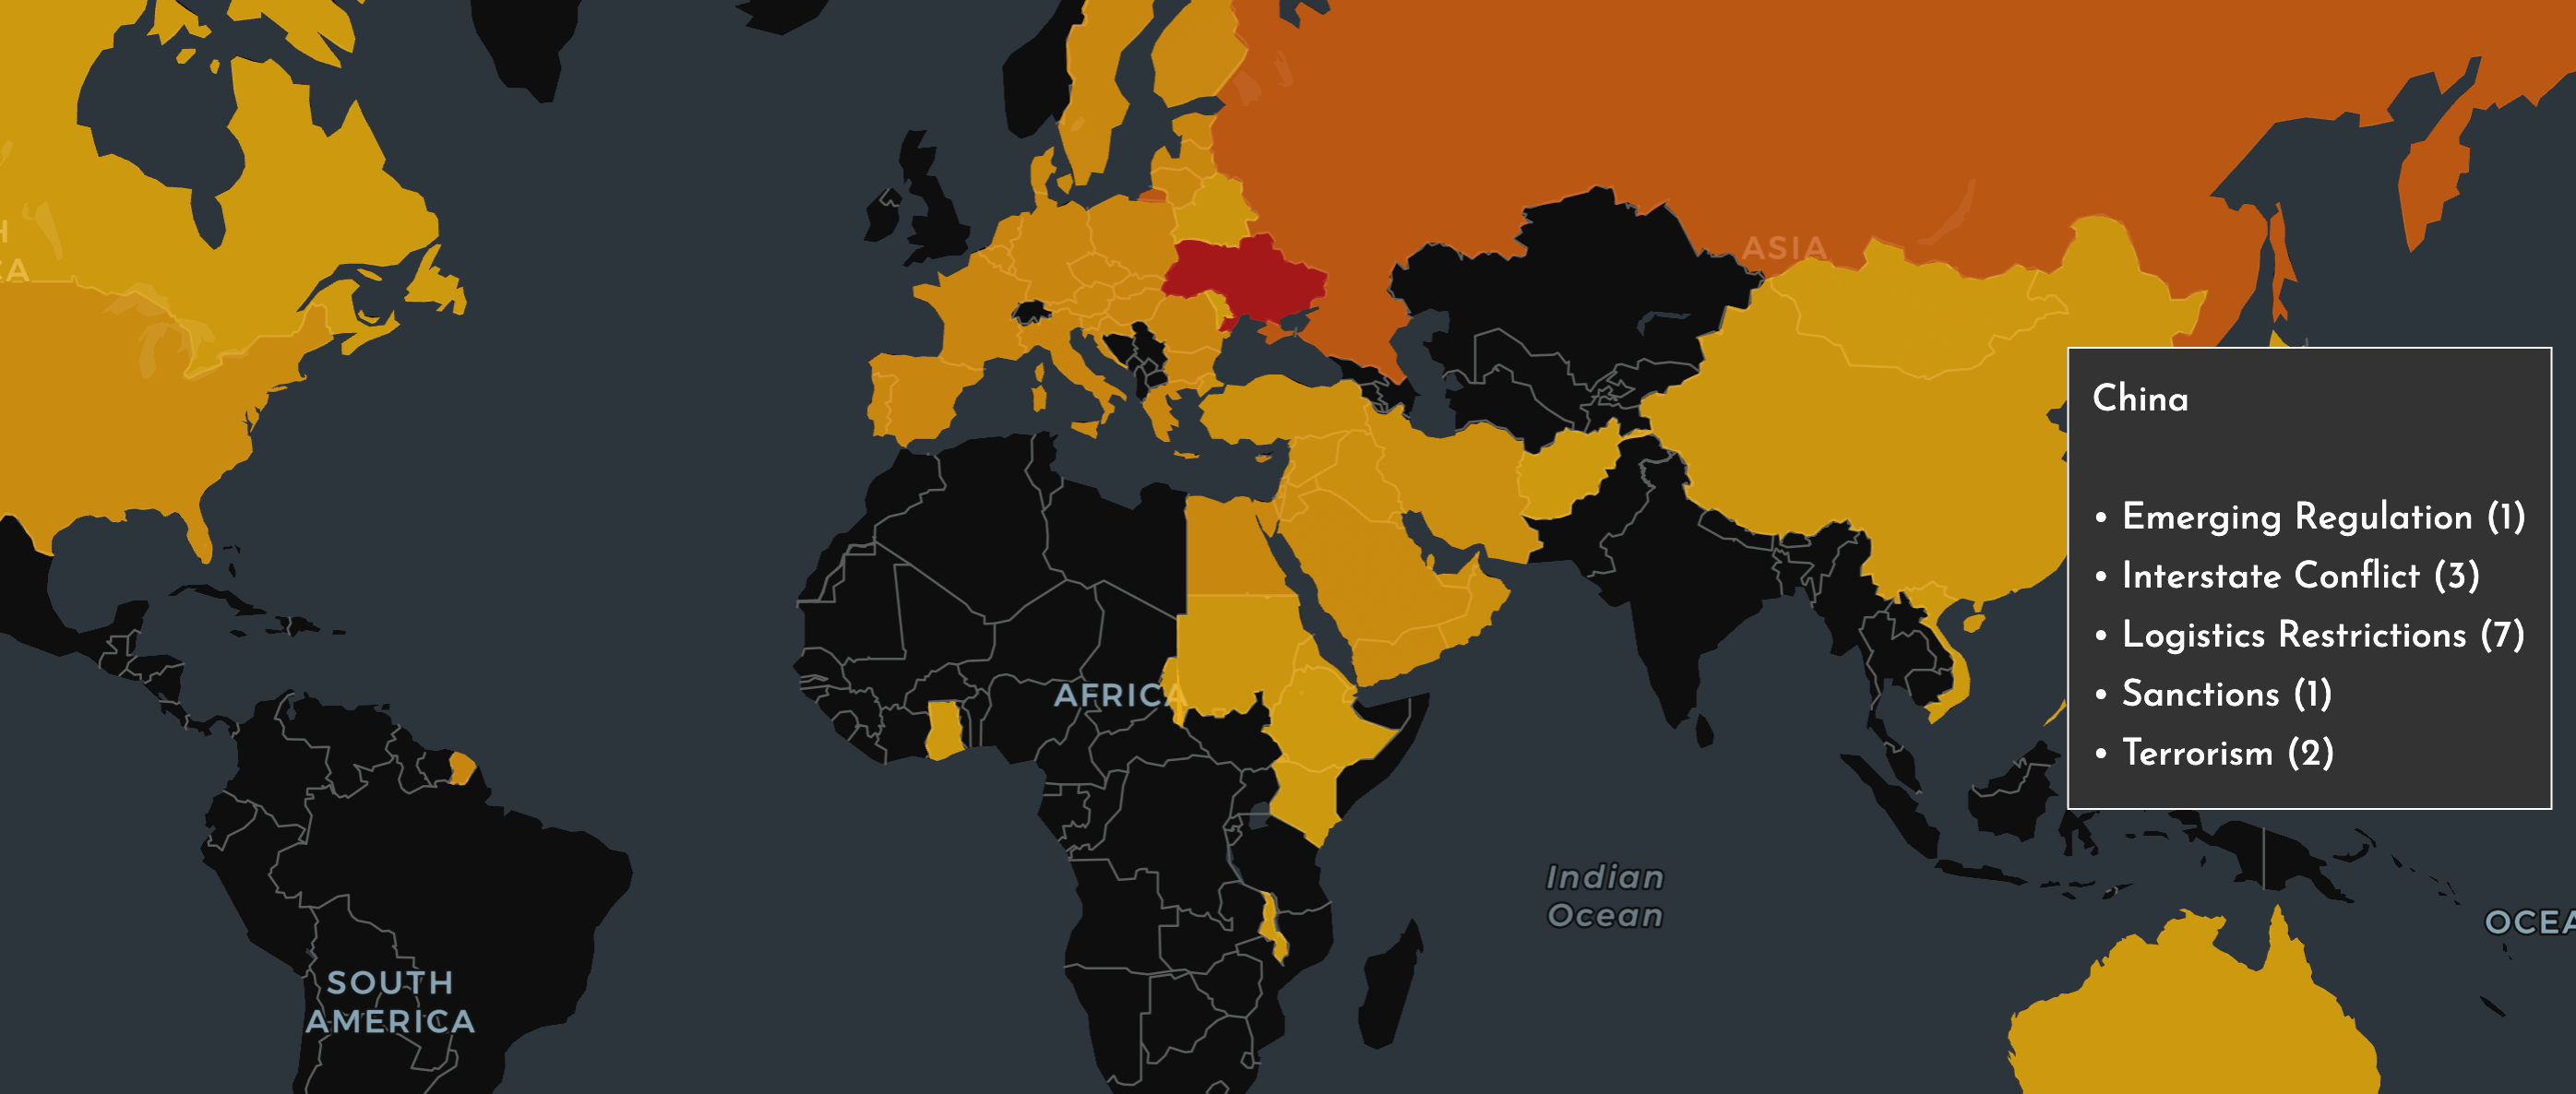 ASIA
China
• Emerging Regulation (1)
• Interstate Conflict (3)
• Logistics Restrictions (7)
• Sanctions (1)
• Terrorism (2)
AFRICA
Indian
Ocean
SOUTH
AMERICA